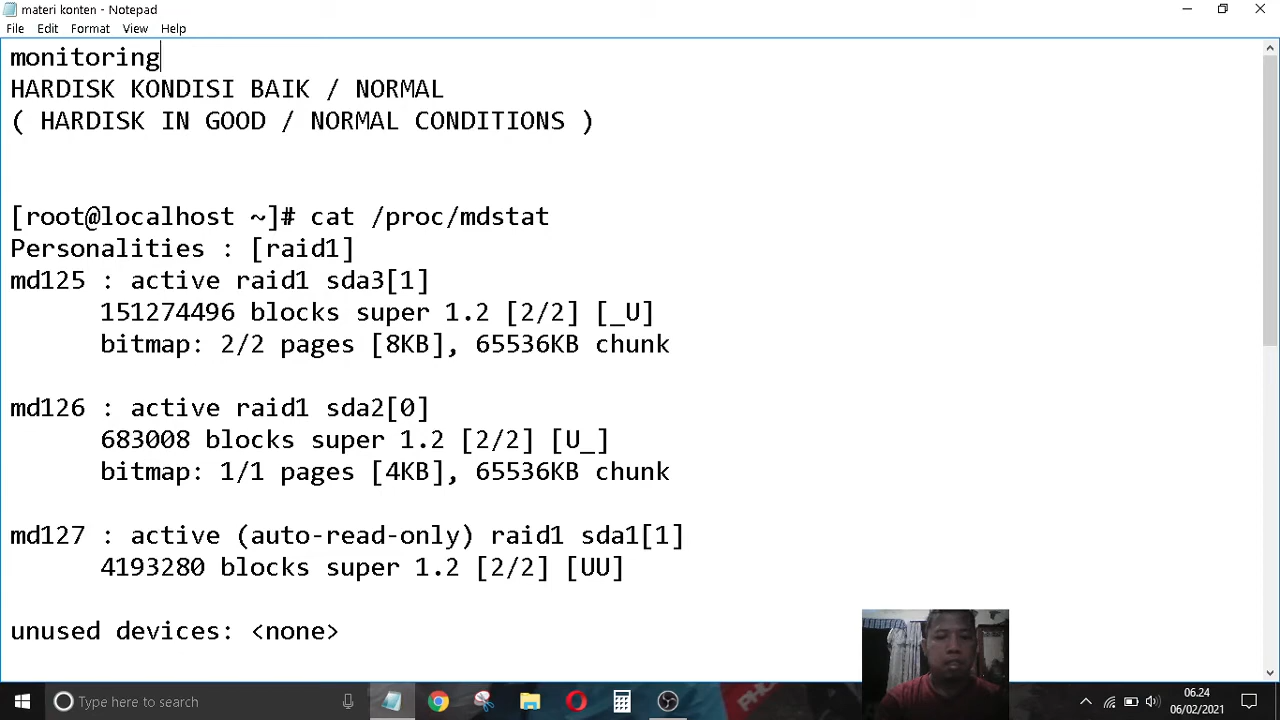 materi konten - Notepad
File Edit Format View Help
monitoring
HARDISK KONDISI BAIK / NORMAL
( HARDISK IN GOOD / NORMAL CONDITIONS )
[root@localhost ~]# cat /proc/mdstat
Personalities : [raid1]
md125 : active raid1 sda3[1]
151274496 blocks super 1.2 [2/2] [_U]
bitmap: 2/2 pages [8KB], 65536KB chunk
md126 : active raid1 sda2[0]
683008 blocks super 1.2 [2/2] [U_]
bitmap: 1/1 pages [4KB], 65536KB chunk
md127 : active (auto-read-only) raid1 sda1[1]
4193280 blocks super 1.2 [2/2] [UU]
unused devices: <none>
Type here to search
06.24
06/02/2021